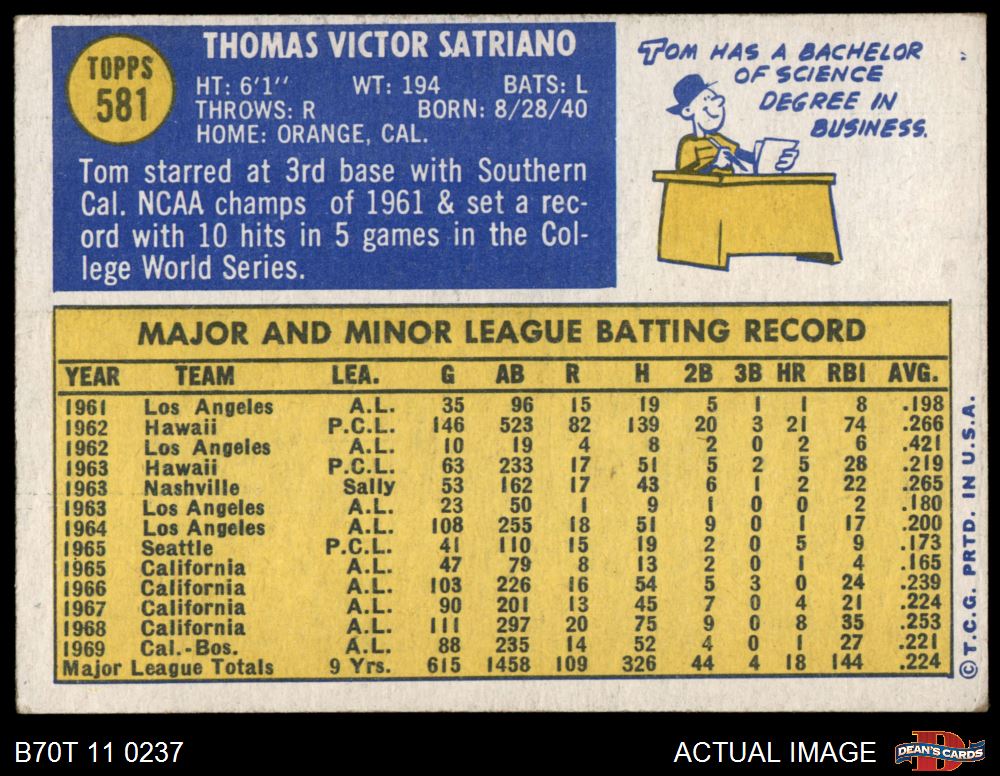 TOPPS
581
THOMAS VICTOR SATRIANO
HT: 6'1" WT: 194 BATS: L
THROWS: R BORN: 8/28/40
HOME: ORANGE, CAL.
Tom starred at 3rd base with Southern
Cal. NCAA champs of 1961 & set a rec-
ord with 10 hits in 5 games in the Col-
lege World Series.
TOM HAS A BACHELOR
OF SCIENCE
DEGREE IN
BUSINESS.
MAJOR AND MINOR LEAGUE BATTING RECORD
YEAR TEAM LEA. G AB R H 2B 3B HR RBI AVG.
1961 Los Angeles A.L. 35 96 15 19 5 1 1 8 .198
1962 Hawaii P.C.L. 146 523 82 139 20 3 21 74 .266
1962 Los Angeles A.L. 10 19 4 8 2 0 2 6 .421
1963 Hawaii P.C.L. 63 233 17 51 5 2 5 28 .219
1963 Nashville Sally 53 162 17 43 6 1 2 22 .265
1963 Los Angeles A.L. 23 50 1 9 1 0 0 2 .180
1964 Los Angeles A.L. 108 255 18 51 9 0 1 17 .200
1965 Seattle P.C.L. 41 110 15 19 2 0 5 9 .173
1965 California A.L. 47 79 8 13 2 0 1 4 .165
1966 California A.L. 103 226 16 54 5 3 0 24 .239
1967 California A.L. 90 201 13 45 7 0 4 21 .224
1968 California A.L. 111 297 20 75 9 0 8 35 .253
1969 Cal.-Bos. A.L. 88 235 14 52 4 0 1 27 .221
Major League Totals 9 Yrs. 615 1458 109 326 44 4 18 144 .224
© T.C.G. PRTD. IN U.S.A.
B70T 11 0237
ACTUAL IMAGE
D
DEAN'S CARDS